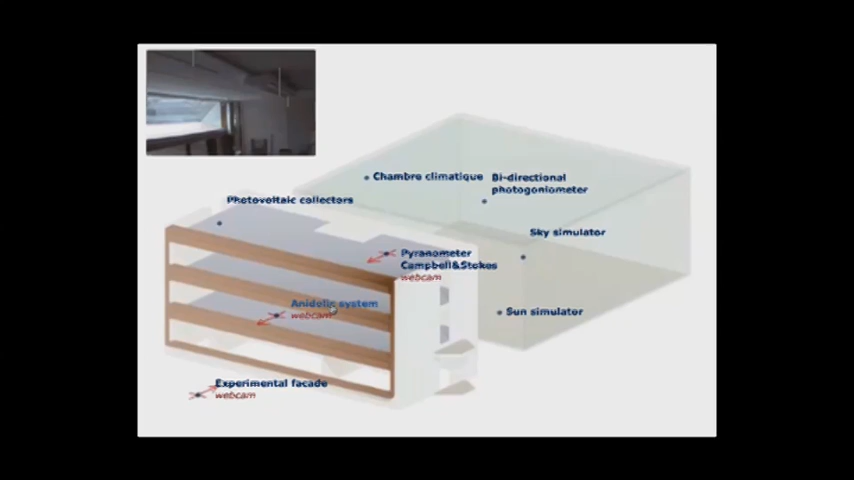 Chambre climatique
Bi-directional
photogoniometer
Photovoltaic collectors
Sky simulator
Pyranometer
Campbell&Stokes
webcam
Anidolic system
webcam
Sun simulator
Experimental facade
webcam